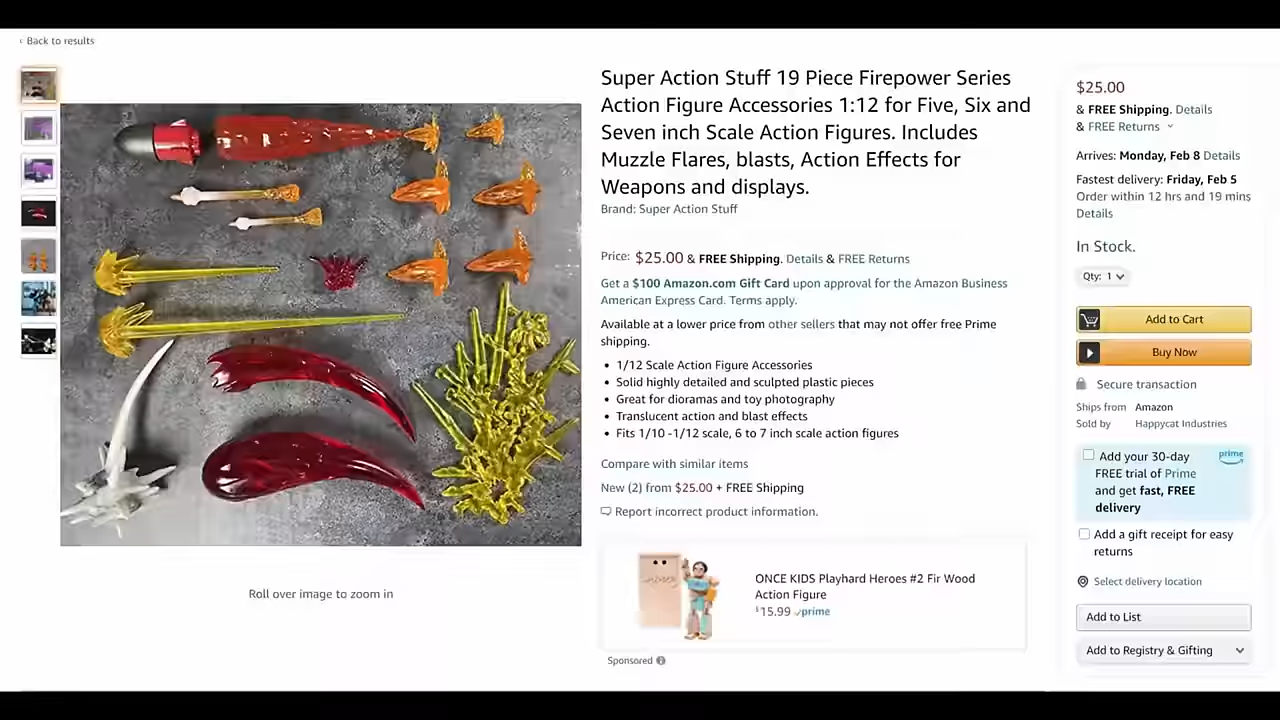 ‹ Back to results
Super Action Stuff 19 Piece Firepower Series
Action Figure Accessories 1:12 for Five, Six and
Seven inch Scale Action Figures. Includes
Muzzle Flares, blasts, Action Effects for
Weapons and displays.
Brand: Super Action Stuff
Price: $25.00 & FREE Shipping. Details & FREE Returns
Get a $100 Amazon.com Gift Card upon approval for the Amazon Business
American Express Card. Terms apply.
Available at a lower price from other sellers that may not offer free Prime
shipping.
• 1/12 Scale Action Figure Accessories
• Solid highly detailed and sculpted plastic pieces
• Great for dioramas and toy photography
• Translucent action and blast effects
• Fits 1/10 -1/12 scale, 6 to 7 inch scale action figures
Compare with similar items
New (2) from $25.00 + FREE Shipping
Report incorrect product information.
ONCE KIDS Playhard Heroes #2 Fir Wood
Action Figure
$15.99 prime
Sponsored
Roll over image to zoom in
$25.00
& FREE Shipping. Details
& FREE Returns
Arrives: Monday, Feb 8 Details
Fastest delivery: Friday, Feb 5
Order within 12 hrs and 19 mins
Details
In Stock.
Qty: 1
Add to Cart
Buy Now
Secure transaction
Ships from Amazon
Sold by Happycat Industries
Add your 30-day
FREE trial of Prime
and get fast, FREE
delivery
prime
Add a gift receipt for easy
returns
Select delivery location
Add to List
Add to Registry & Gifting